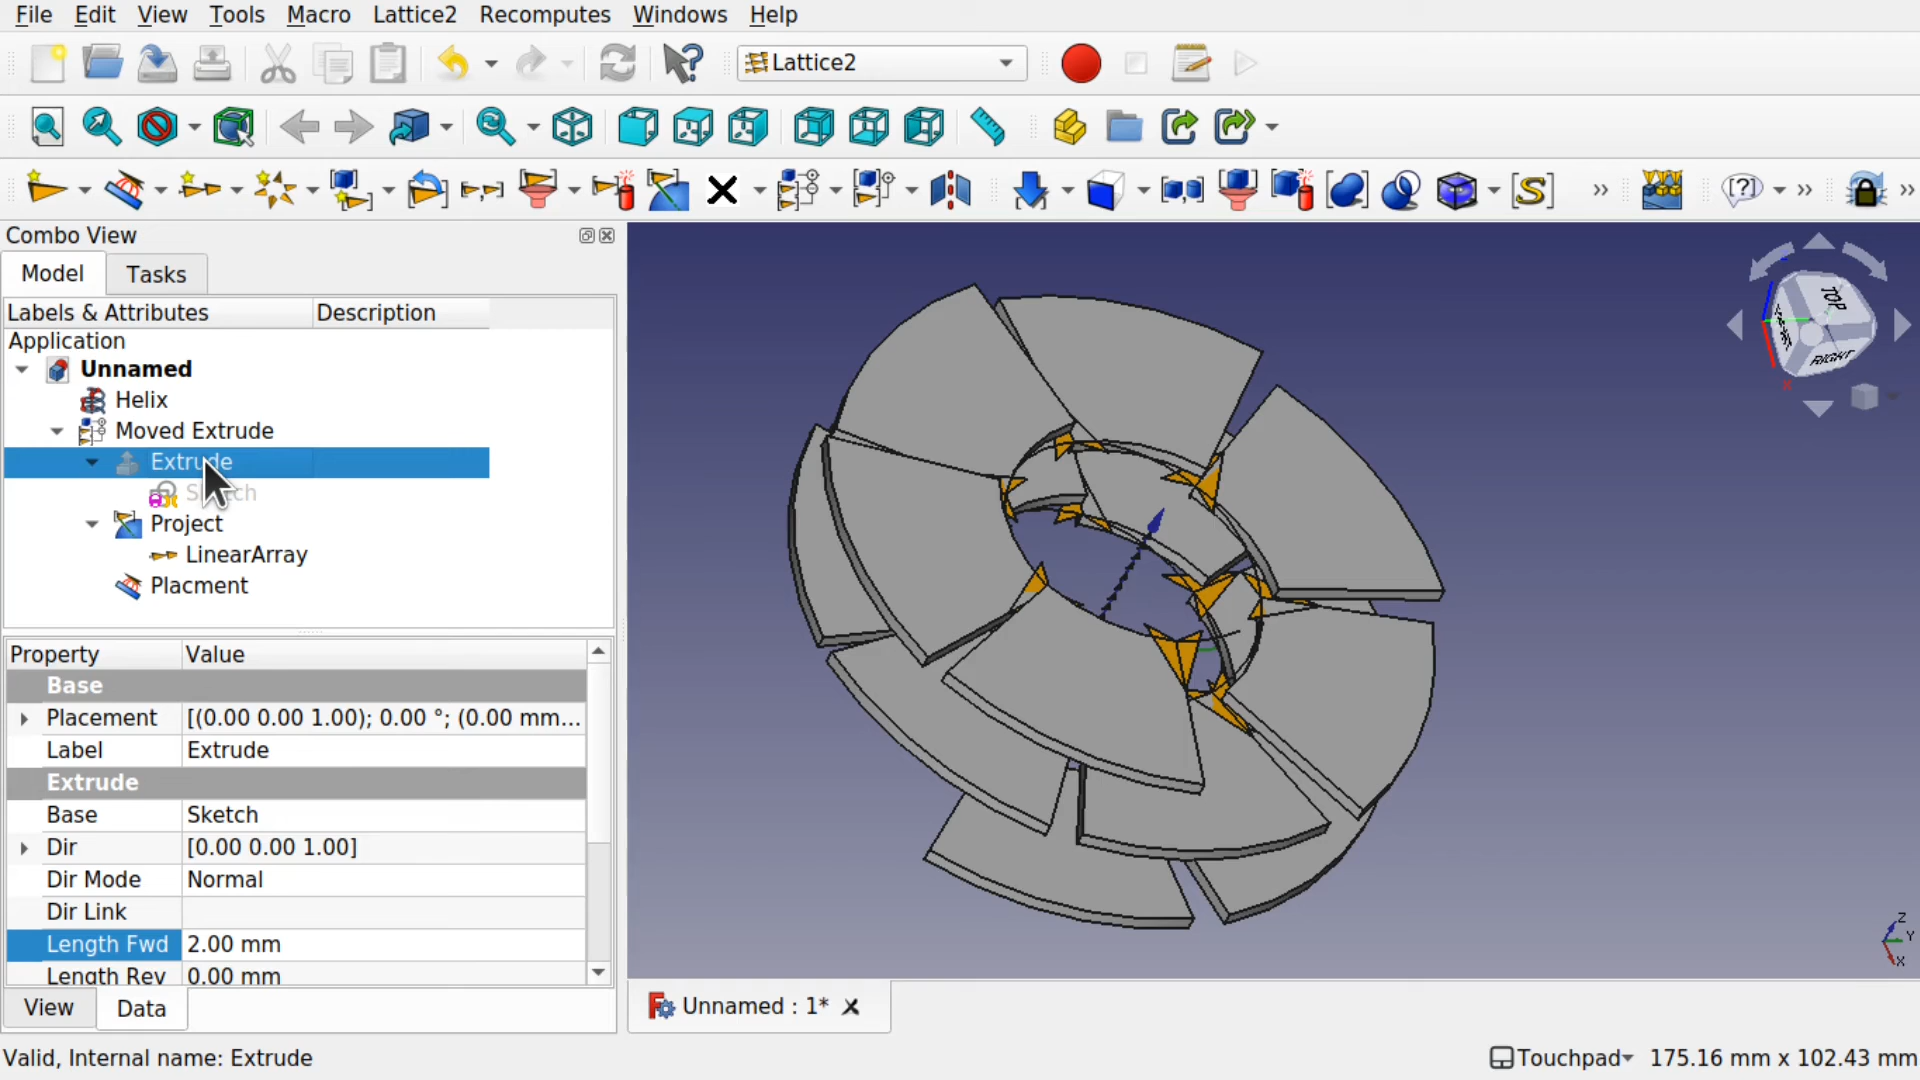 File Edit View Tools Macro Lattice2 Recomputes Windows Help
Lattice2
Combo View
Model Tasks
Labels & Attributes Description
Application
Unnamed
Helix
Moved Extrude
Extrude
Project
LinearArray
Placment
Property Value
Base
Placement [(0.00 0.00 1.00); 0.00 °; (0.00 mm...
Label Extrude
Extrude
Base Sketch
Dir [0.00 0.00 1.00]
Dir Mode Normal
Dir Link
Length Fwd 2.00 mm
Length Rev 0.00 mm
View Data
TOP
RIGHT
X
Z
Y
X
Unnamed : 1*
Valid, Internal name: Extrude
Touchpad 175.16 mm x 102.43 mm